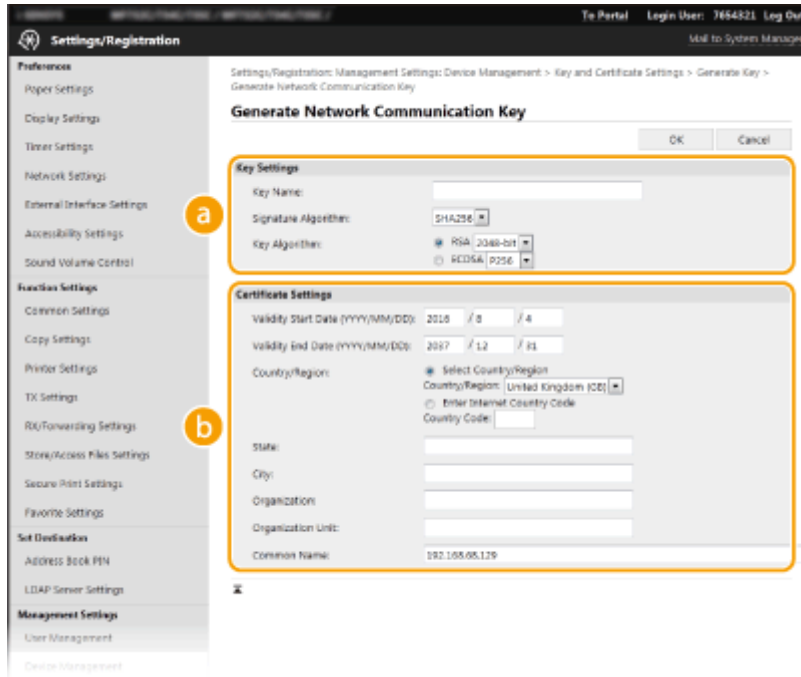 To Portal Login User: 7654321 Log Ou
Settings/Registration
Mail to System Manage
Preferences
Paper Settings
Display Settings
Timer Settings
Network Settings
External Interface Settings
Accessibility Settings
Sound Volume Control
Function Settings
Common Settings
Copy Settings
Printer Settings
TX Settings
RX/Forwarding Settings
Store/Access Files Settings
Secure Print Settings
Favorite Settings
Set Destination
Address Book PIN
LDAP Server Settings
Management Settings
User Management
Device Management
Settings/Registration: Management Settings: Device Management > Key and Certificate Settings > Generate Key >
Generate Network Communication Key
Generate Network Communication Key
OK Cancel
a
Key Settings
Key Name:
Signature Algorithm: SHA256
Key Algorithm: RSA 2048-bit
ECDSA P256
b
Certificate Settings
Validity Start Date (YYYY/MM/DD): 2016 / 8 / 4
Validity End Date (YYYY/MM/DD): 2037 / 12 / 31
Country/Region: Select Country/Region
Country/Region: United Kingdom (GB)
Enter Internet Country Code
Country Code:
State:
City:
Organization:
Organization Unit:
Common Name: 192.168.68.129